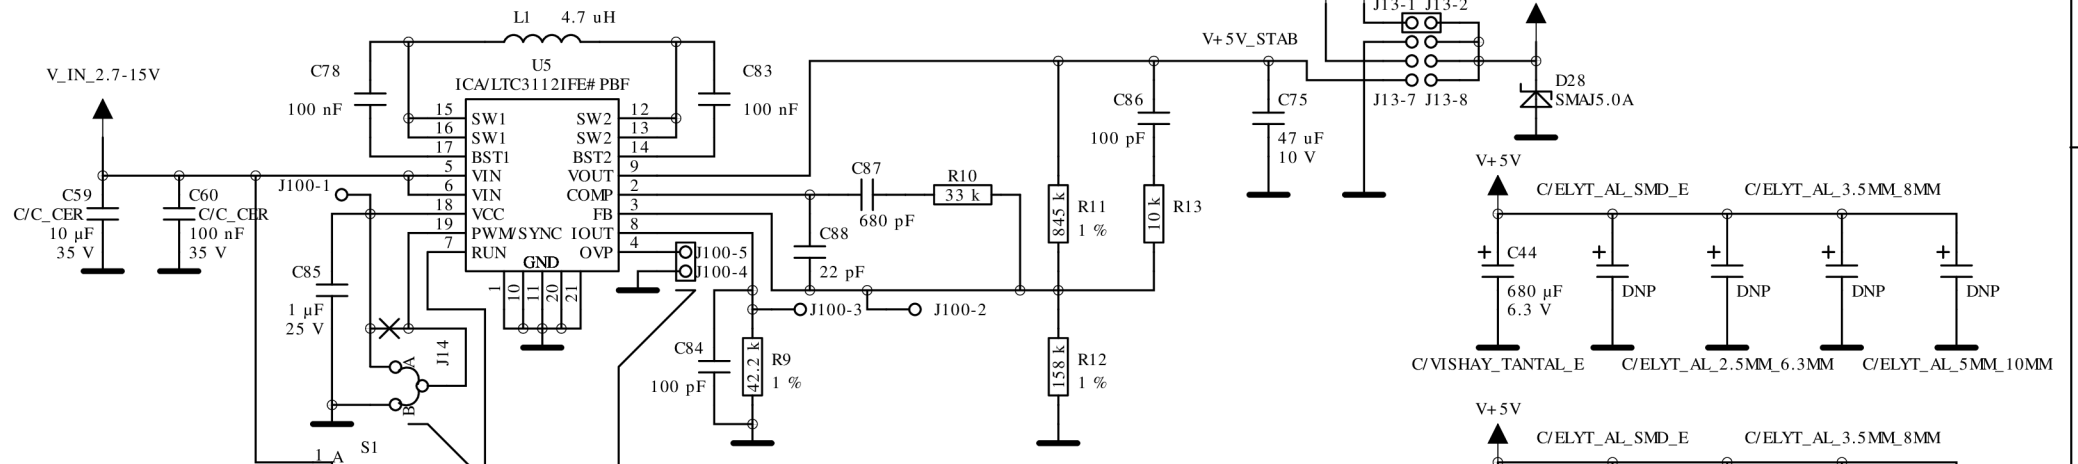 L1 4.7 uH
J13-1 J13-2
V+5V_STAB
U5
C78
ICA/LTC3112IFE#PBF
C83
V_IN_2.7-15V
100 nF
100 nF
J13-7 J13-8
D28
SMAJ5.0A
C86
100 pF
C75
47 uF
10 V
15 SW1 SW2 12
16 SW1 SW2 13
17 BST1 BST2 14
5 VIN VOUT 9
6 VIN COMP 2
18 VCC FB 3
19 PWM/SYNC IOUT 8
7 RUN OVP 4
GND
1 10 11 20 21
C59
C/C_CER
10 µF
35 V
C60
C/C_CER
100 nF
35 V
J100-1
C87
680 pF
R10
33 k
C88
22 pF
R11
845 k
1 %
R13
10 k
J100-5
J100-4
J100-3
J100-2
C85
1 µF
25 V
J14
A
B
S1
1 A
C84
100 pF
R9
42.2 k
1 %
R12
158 k
1 %
V+5V
C/ELYT_AL_SMD_E C/ELYT_AL_3.5MM_8MM
+ + + +
C44
680 µF
6.3 V
DNP DNP DNP DNP
C/VISHAY_TANTAL_E C/ELYT_AL_2.5MM_6.3MM C/ELYT_AL_5MM_10MM
V+5V
C/ELYT_AL_SMD_E C/ELYT_AL_3.5MM_8MM